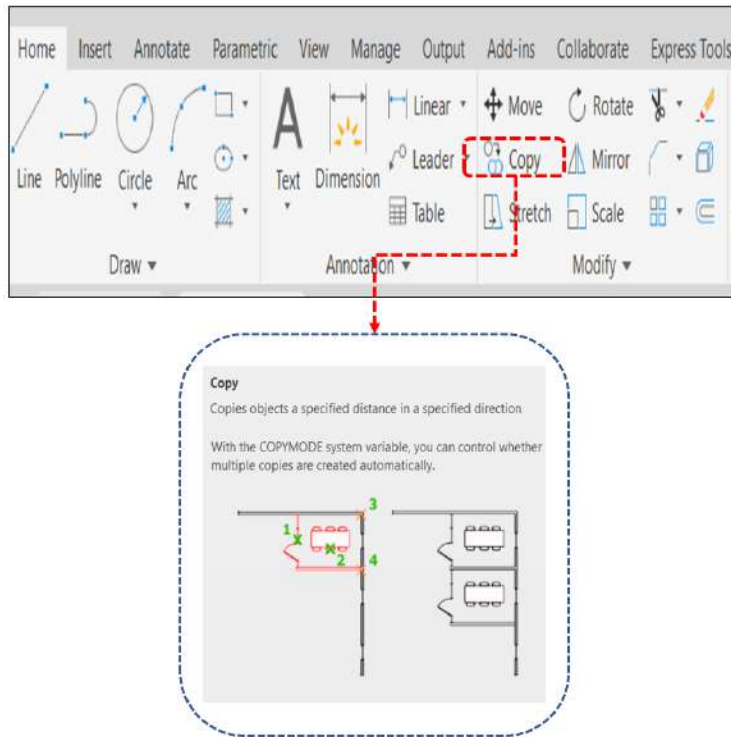 Home Insert Annotate Parametric View Manage Output Add-ins Collaborate Express Tools
Line Polyline Circle Arc Text Dimension
Linear
Leader
Table
Move Rotate
Copy Mirror
Stretch Scale
Draw Annotation Modify
Copy
Copies objects a specified distance in a specified direction
With the COPYMODE system variable, you can control whether
multiple copies are created automatically.
3
1
2 4